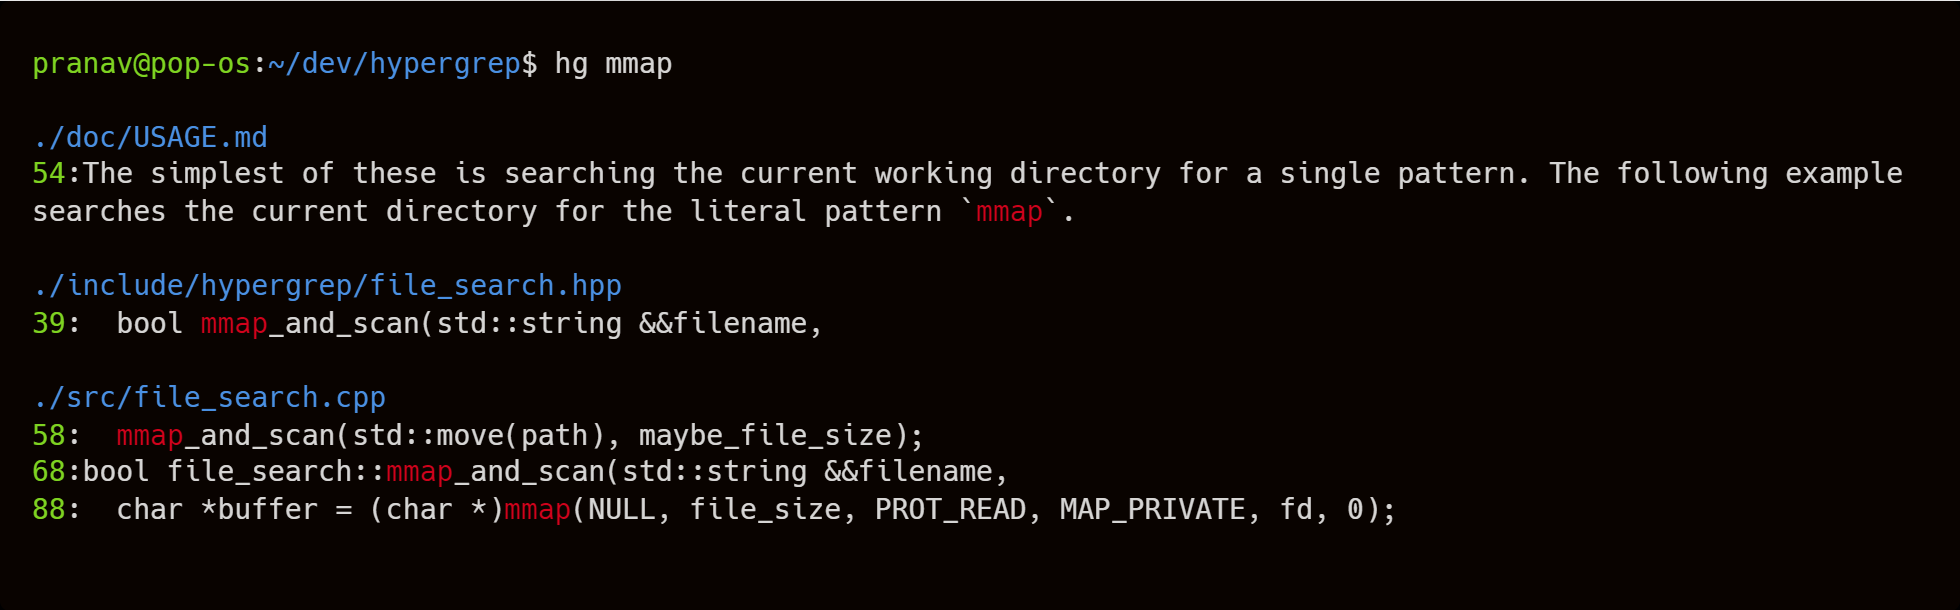 pranav@pop-os:~/dev/hypergrep$ hg mmap
./doc/USAGE.md
54:The simplest of these is searching the current working directory for a single pattern. The following example
searches the current directory for the literal pattern `mmap`.
./include/hypergrep/file_search.hpp
39:  bool mmap_and_scan(std::string &&filename,
./src/file_search.cpp
58:  mmap_and_scan(std::move(path), maybe_file_size);
68:bool file_search::mmap_and_scan(std::string &&filename,
88:  char *buffer = (char *)mmap(NULL, file_size, PROT_READ, MAP_PRIVATE, fd, 0);